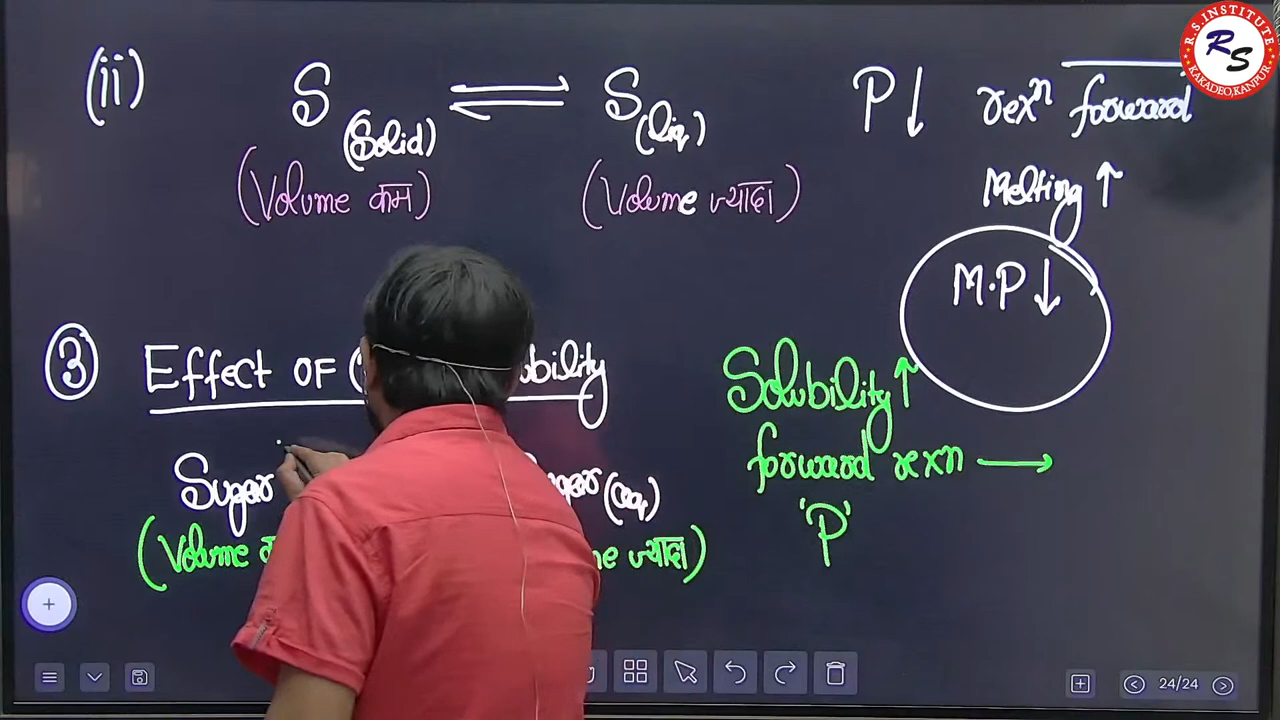 (ii) S (Solid) ⇌ S (liq) P↓ rexⁿ forward
(Volume कम) (Volume ज्यादा) Melting ↑
M.P↓
③ Effect OF
Solubility↑
Sugar (aq) forward rexn →
(Volume ज्यादा) 'P'
24/24
R.S.INSTITUTE
RS
KAKADEO,KANPUR